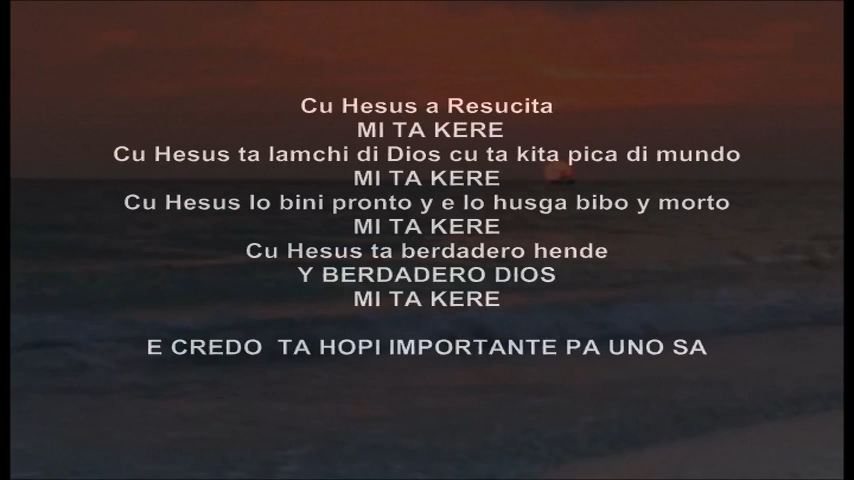 Cu Hesus a Resucita
MI TA KERE
Cu Hesus ta lamchi di Dios cu ta kita pica di mundo
MI TA KERE
Cu Hesus lo bini pronto y e lo husga bibo y morto
MI TA KERE
Cu Hesus ta berdadero hende
Y BERDADERO DIOS
MI TA KERE
E CREDO  TA HOPI IMPORTANTE PA UNO SA